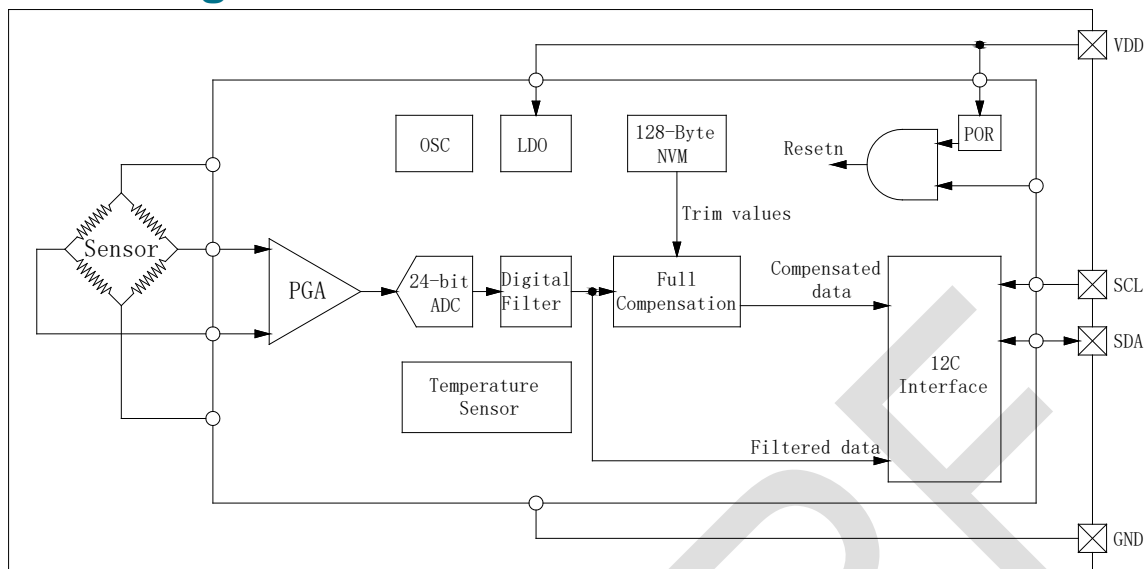 VDD
OSC
LDO
128-Byte
NVM
POR
Resetn
Trim values
Sensor
PGA
24-bit
ADC
Digital
Filter
Full
Compensation
Compensated
data
SCL
SDA
12C
Interface
Temperature
Sensor
Filtered data
GND